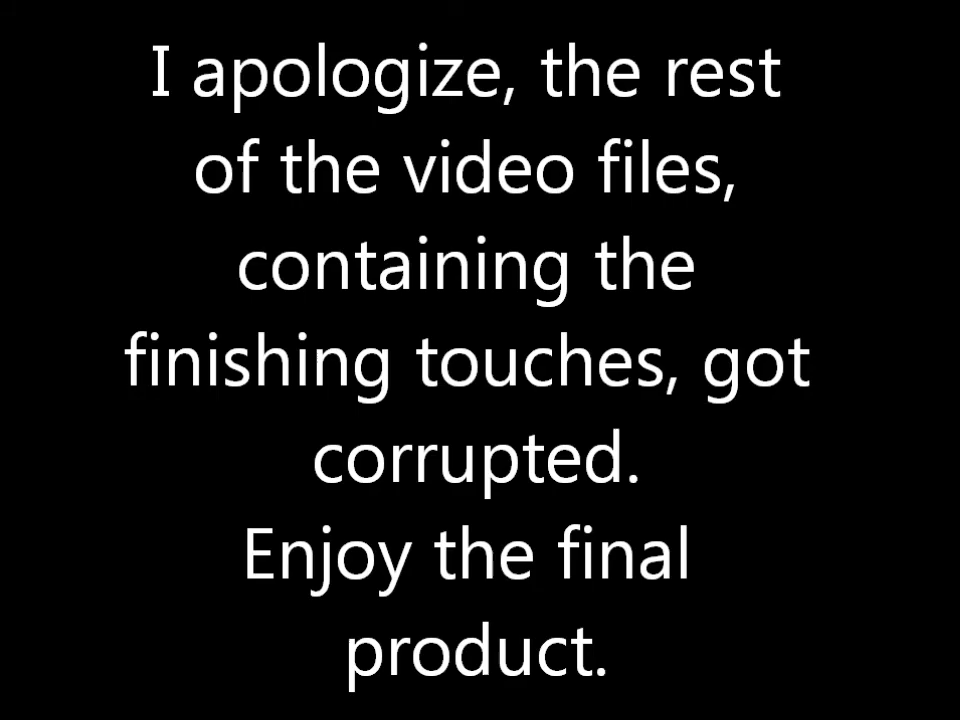 I apologize, the rest
of the video files,
containing the
finishing touches, got
corrupted.
Enjoy the final
product.